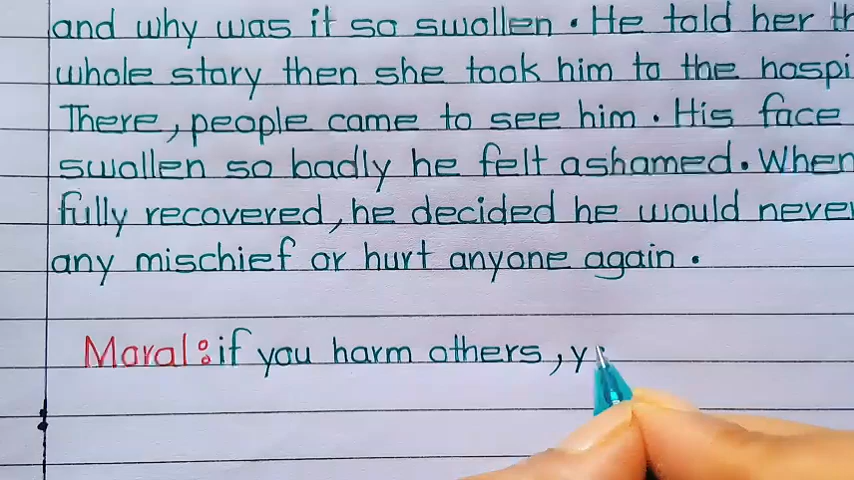 and why was it so swollen. He told her th
whole story then she took him to the hospi
There, people came to see him. His face
swollen so badly he felt ashamed. When
fully recovered, he decided he would never
any mischief or hurt anyone again.
Moral: if you harm others, y